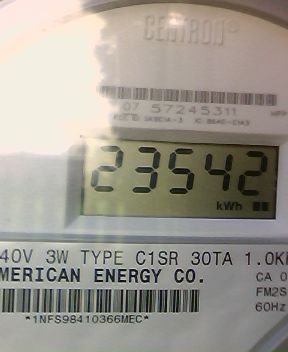 CENTRON®
07 57245311
23542
kWh
40V 3W TYPE C1SR 30TA 1.0K
MERICAN ENERGY CO.
CA 0
FM2S
60Hz
*1NFS98410366MEC*